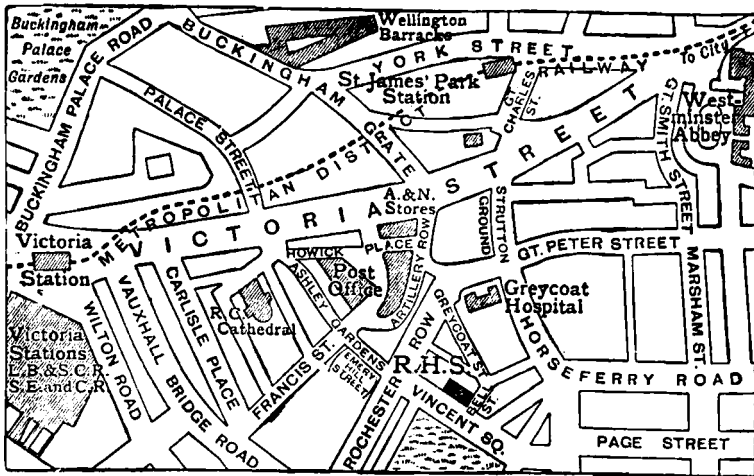 Buckingham
Palace
Gardens
BUCKINGHAM PALACE ROAD
BUCKINGHAM GATE
Wellington
Barracks
YORK STREET
To City
St James' Park
Station
RAILWAY
GT. CHARLES ST.
West-
minster
Abbey
GT. SMITH STREET
PALACE STREET
METROPOLITAN DISTRICT
VICTORIA STREET
A.&N.
Stores
STRUTTON
GROUND
HOWICK PLACE
ARTILLERY ROW
GT. PETER STREET
MARSHAM ST.
Victoria
Station
R.C.
Cathedral
ASHLEY GARDENS
Post
Office
Greycoat
Hospital
GREYCOAT ST.
HORSEFERRY ROAD
Victoria
Stations
L.B.&S.C.R.
S.E. and C.R.
WILTON ROAD
VAUXHALL BRIDGE ROAD
CARLISLE PLACE
FRANCIS ST.
EMERY
HILL
STREET
ROCHESTER ROW
R.H.S.
VINCENT SQ.
PAGE STREET